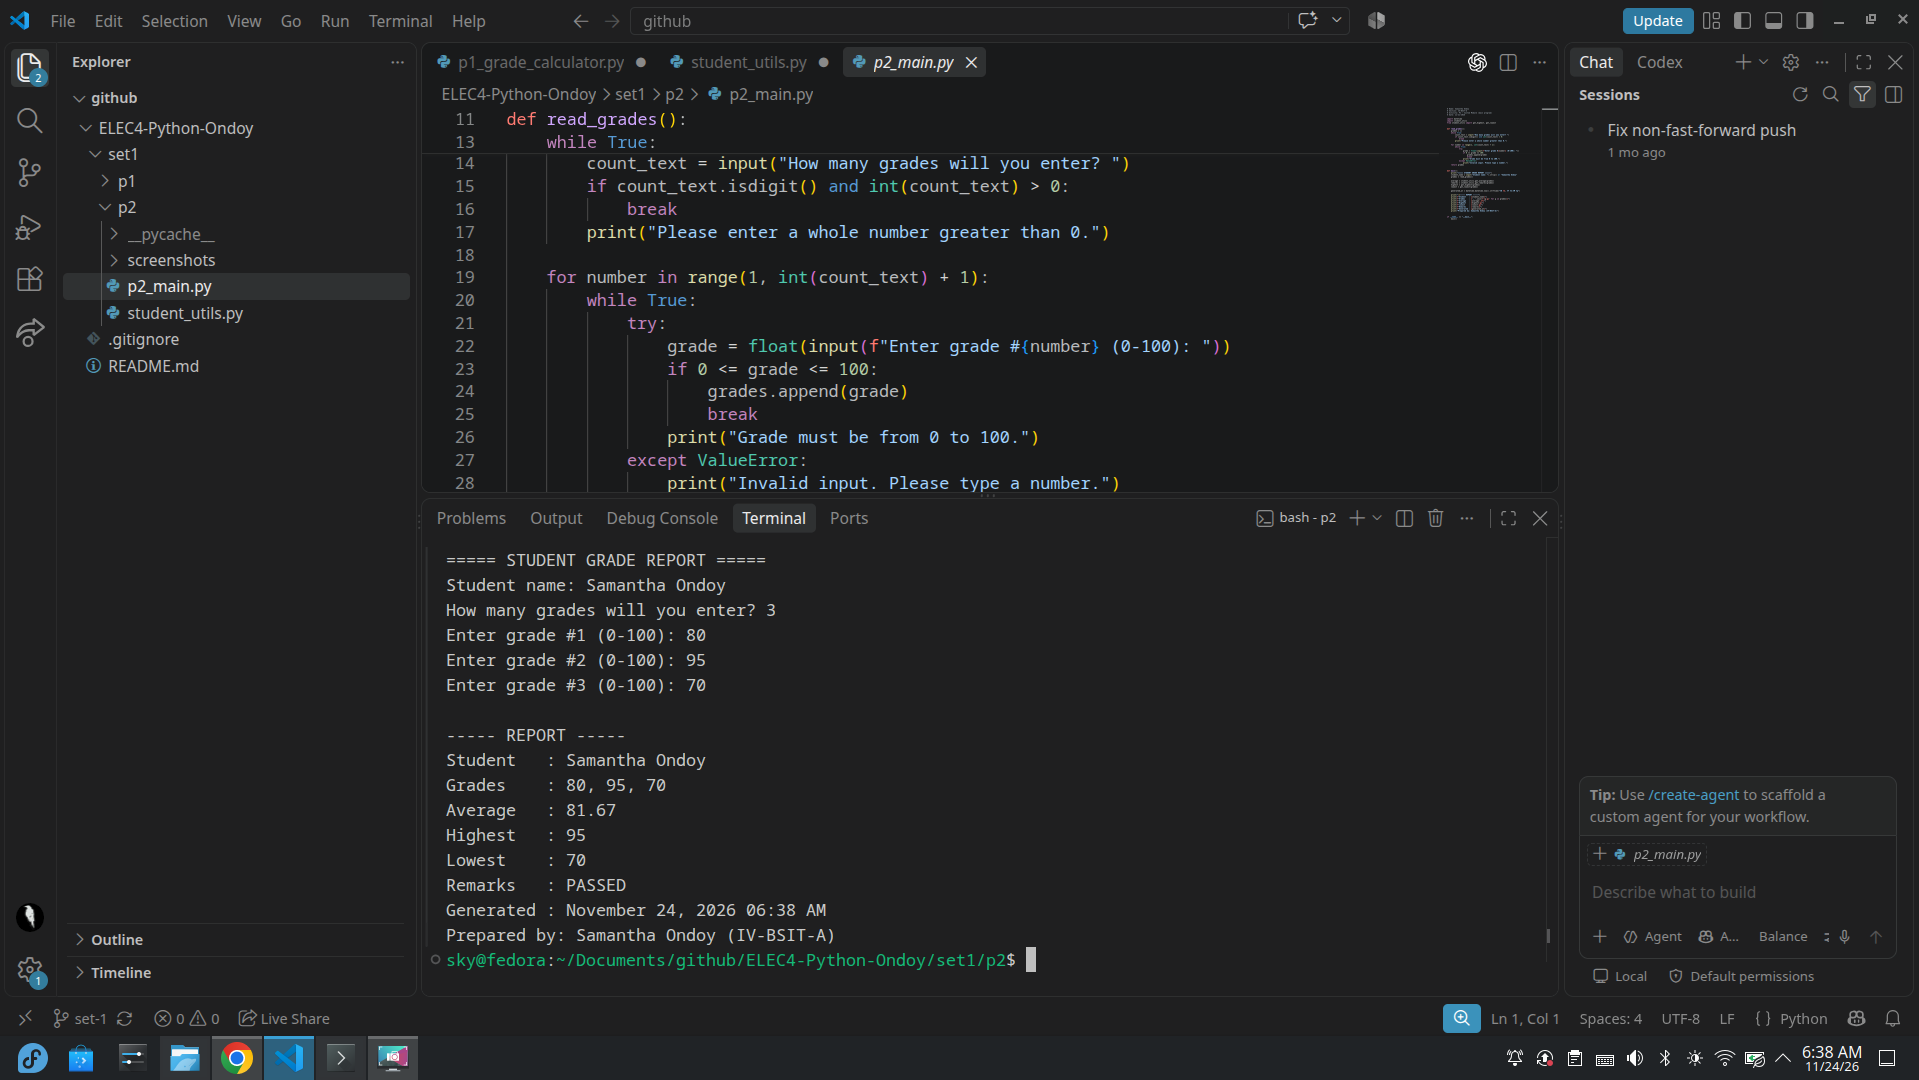 File Edit Selection View Go Run Terminal Help
github
Update
Explorer
github
ELEC4-Python-Ondoy
set1
p1
p2
__pycache__
screenshots
p2_main.py
student_utils.py
.gitignore
README.md
Outline
Timeline
2
1
p1_grade_calculator.py
student_utils.py
p2_main.py
ELEC4-Python-Ondoy > set1 > p2 > p2_main.py
11 def read_grades():
13 while True:
14 count_text = input("How many grades will you enter? ")
15 if count_text.isdigit() and int(count_text) > 0:
16 break
17 print("Please enter a whole number greater than 0.")
18
19 for number in range(1, int(count_text) + 1):
20 while True:
21 try:
22 grade = float(input(f"Enter grade #{number} (0-100): "))
23 if 0 <= grade <= 100:
24 grades.append(grade)
25 break
26 print("Grade must be from 0 to 100.")
27 except ValueError:
28 print("Invalid input. Please type a number.")
Problems Output Debug Console Terminal Ports
bash - p2
===== STUDENT GRADE REPORT =====
Student name: Samantha Ondoy
How many grades will you enter? 3
Enter grade #1 (0-100): 80
Enter grade #2 (0-100): 95
Enter grade #3 (0-100): 70
----- REPORT -----
Student : Samantha Ondoy
Grades : 80, 95, 70
Average : 81.67
Highest : 95
Lowest : 70
Remarks : PASSED
Generated : November 24, 2026 06:38 AM
Prepared by: Samantha Ondoy (IV-BSIT-A)
sky@fedora:~/Documents/github/ELEC4-Python-Ondoy/set1/p2$
Chat Codex
Sessions
Fix non-fast-forward push
1 mo ago
Tip: Use /create-agent to scaffold a
custom agent for your workflow.
p2_main.py
Describe what to build
Agent A... Balance
Local Default permissions
set-1 0 0 Live Share
Ln 1, Col 1 Spaces: 4 UTF-8 LF { } Python
6:38 AM
11/24/26